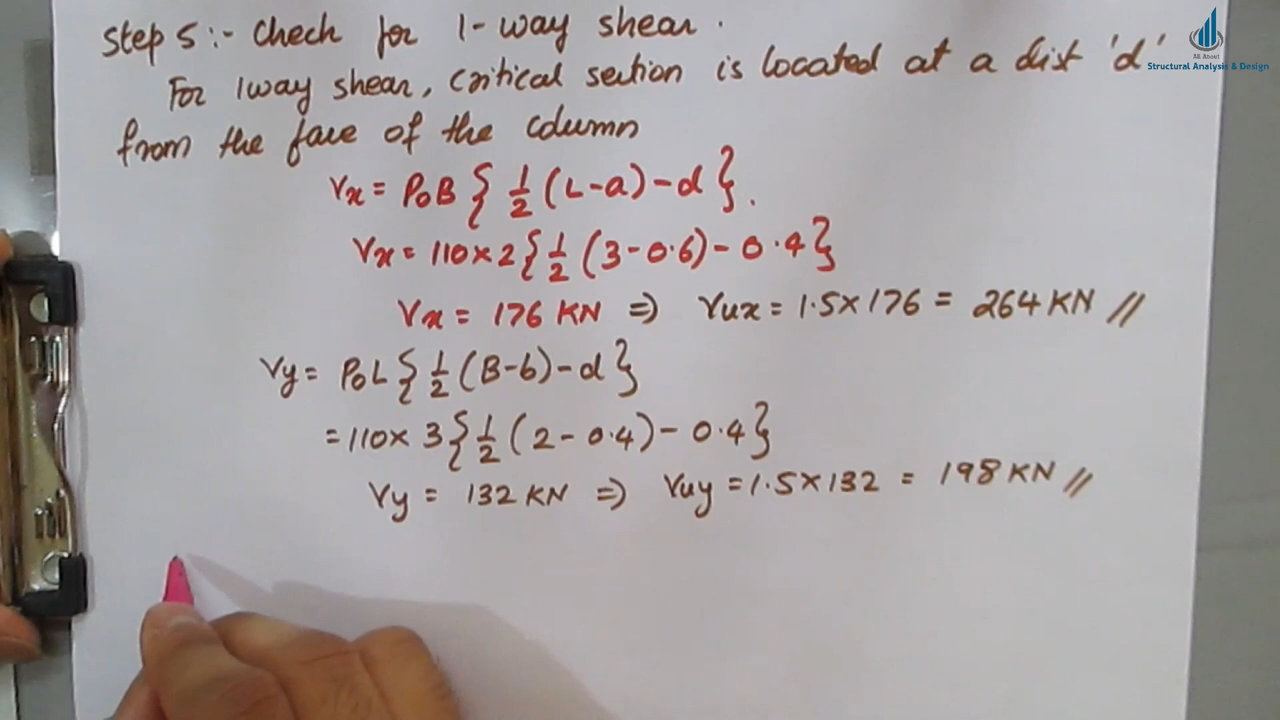 Step 5:- Check for 1-way shear.
For 1way shear, critical section is located at a dist 'd'
from the face of the column
Vx = PoB { 1/2 (L-a) - d }.
Vx = 110 x 2 { 1/2 (3 - 0.6) - 0.4 }
Vx = 176 KN => Vux = 1.5 x 176 = 264 KN //
Vy = PoL { 1/2 (B-b) - d }
= 110 x 3 { 1/2 (2 - 0.4) - 0.4 }
Vy = 132 KN => Vuy = 1.5 x 132 = 198 KN //
All About
Structural Analysis & Design